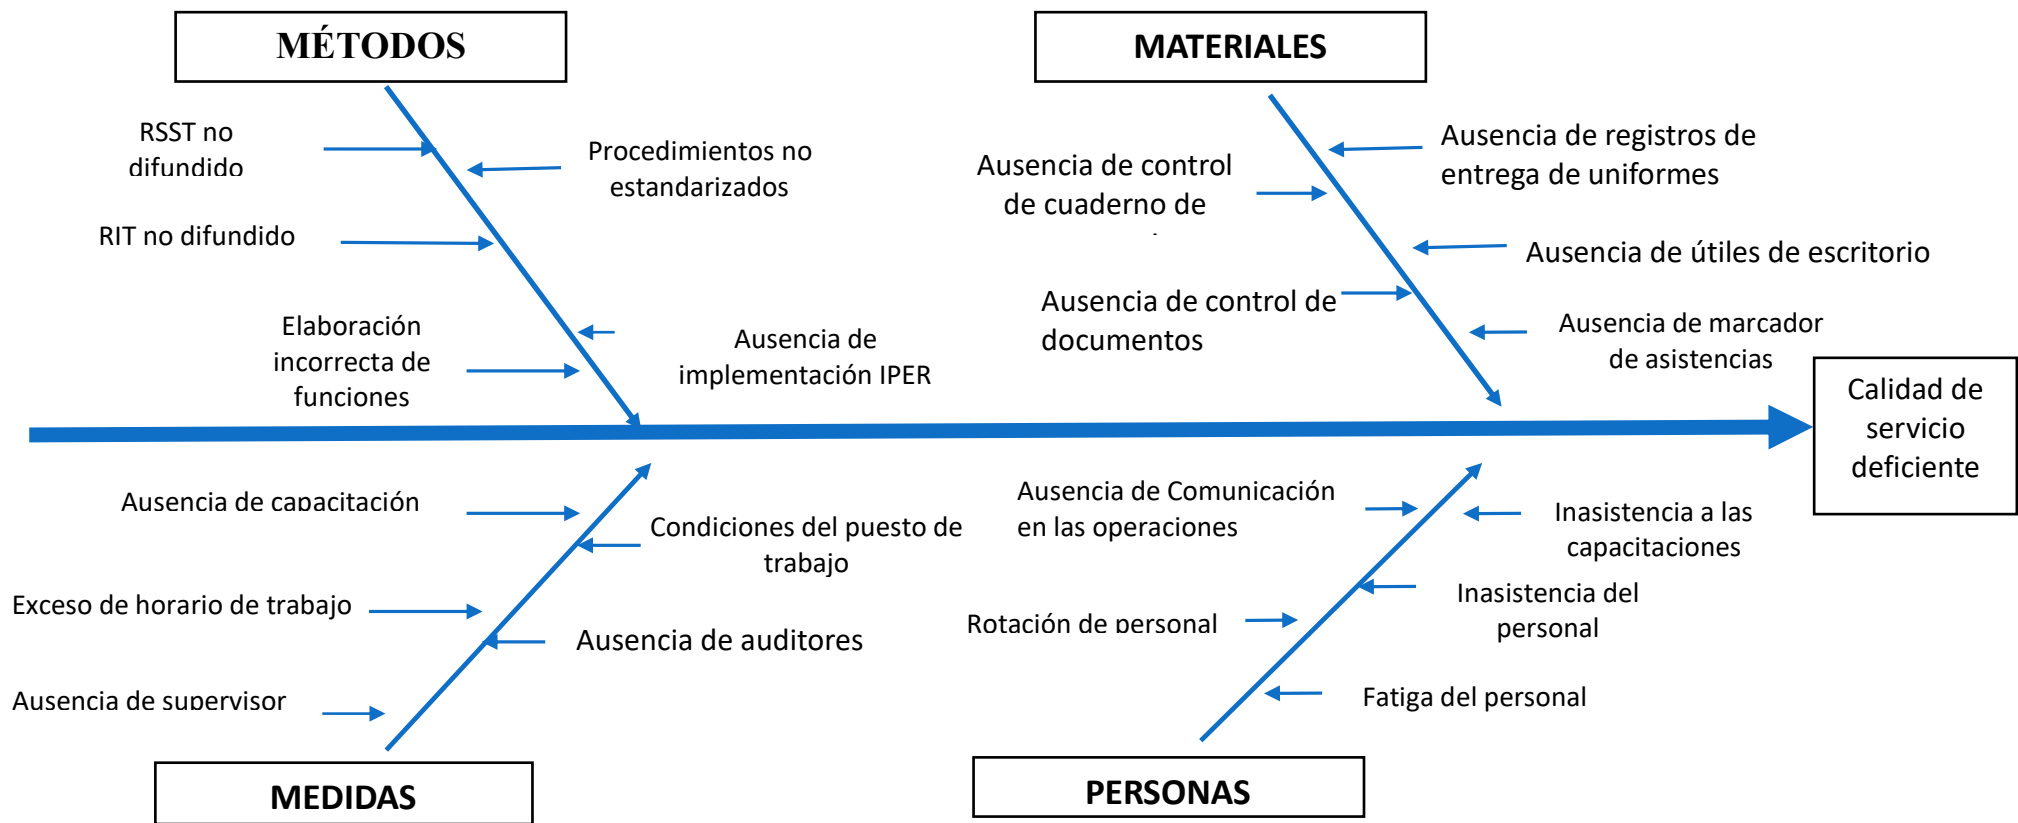 MÉTODOS
MATERIALES
RSST no
difundido
Procedimientos no
estandarizados
RIT no difundido
Elaboración
incorrecta de
funciones
Ausencia de
implementación IPER
Ausencia de control
de cuaderno de
Ausencia de registros de
entrega de uniformes
Ausencia de útiles de escritorio
Ausencia de control de
documentos
Ausencia de marcador
de asistencias
Calidad de
servicio
deficiente
Ausencia de capacitación
Condiciones del puesto de
trabajo
Exceso de horario de trabajo
Ausencia de auditores
Ausencia de supervisor
Ausencia de Comunicación
en las operaciones
Inasistencia a las
capacitaciones
Inasistencia del
personal
Rotación de personal
Fatiga del personal
MEDIDAS
PERSONAS